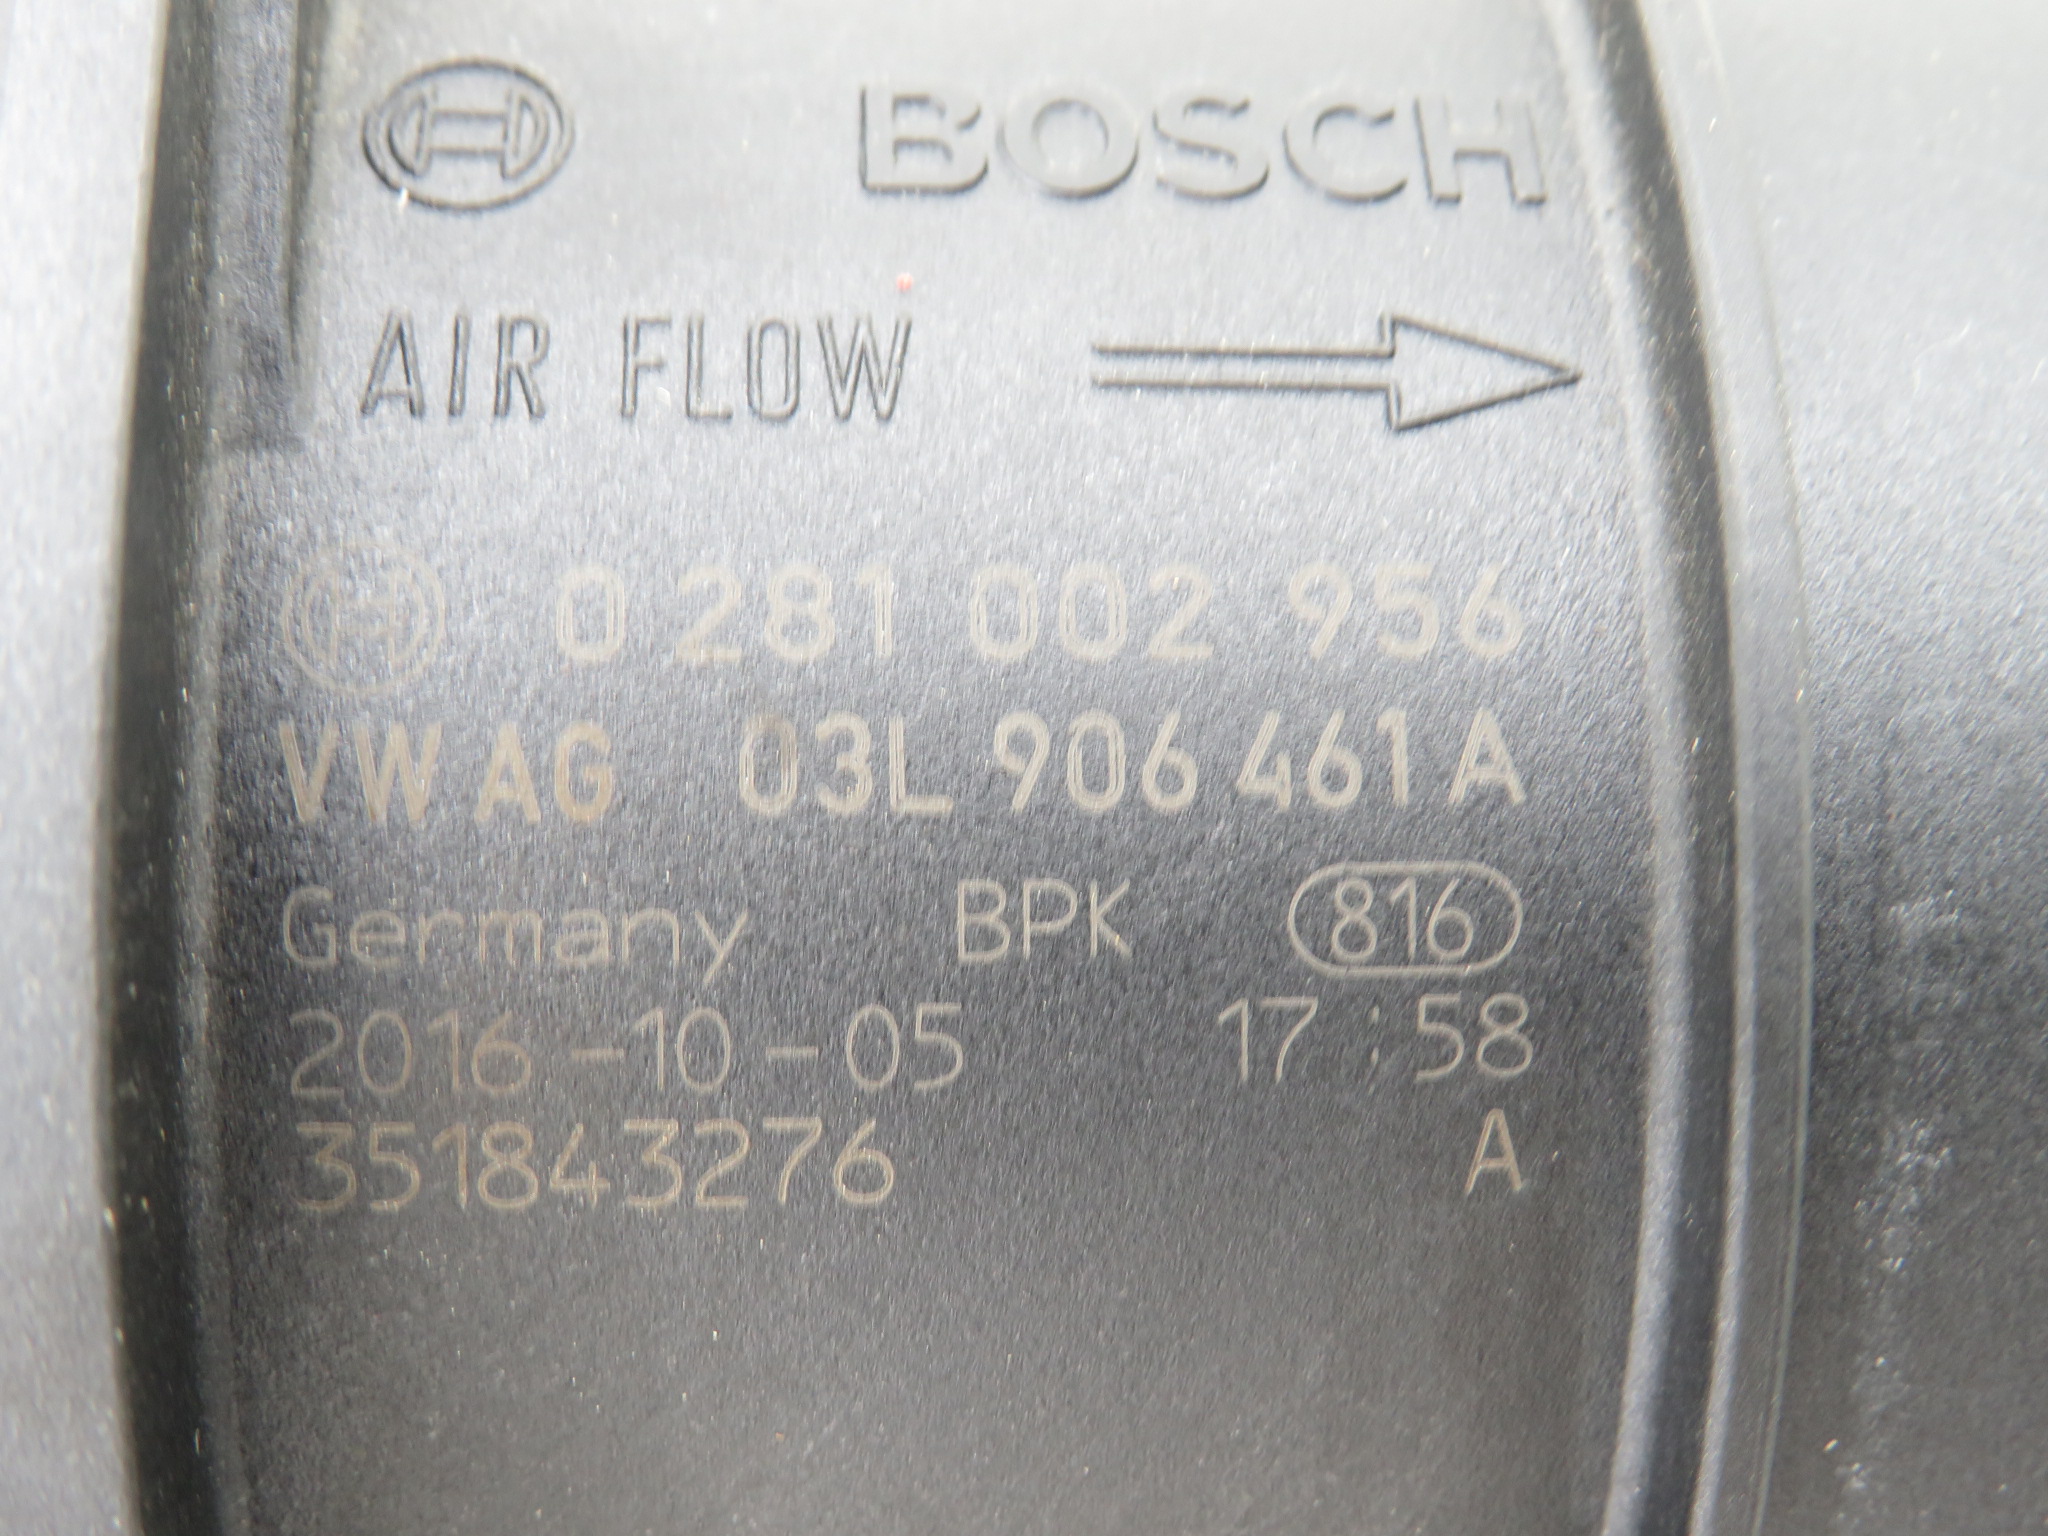 BOSCH
AIR FLOW
0 281 002 956
VW AG 03L 906 461 A
Germany BPK 816
2016-10-05 17:58
351843276 A